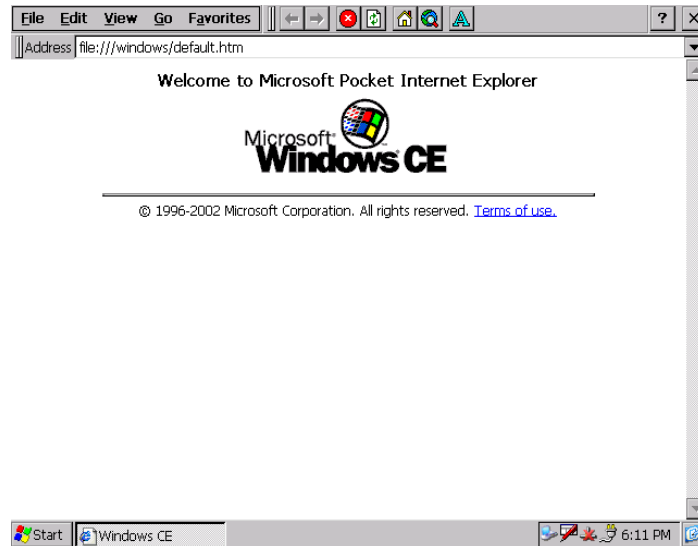 File Edit View Go Favorites ?
Address file:///windows/default.htm
Welcome to Microsoft Pocket Internet Explorer
Microsoft®
Windows® CE
© 1996-2002 Microsoft Corporation. All rights reserved. Terms of use.
Start Windows CE 6:11 PM